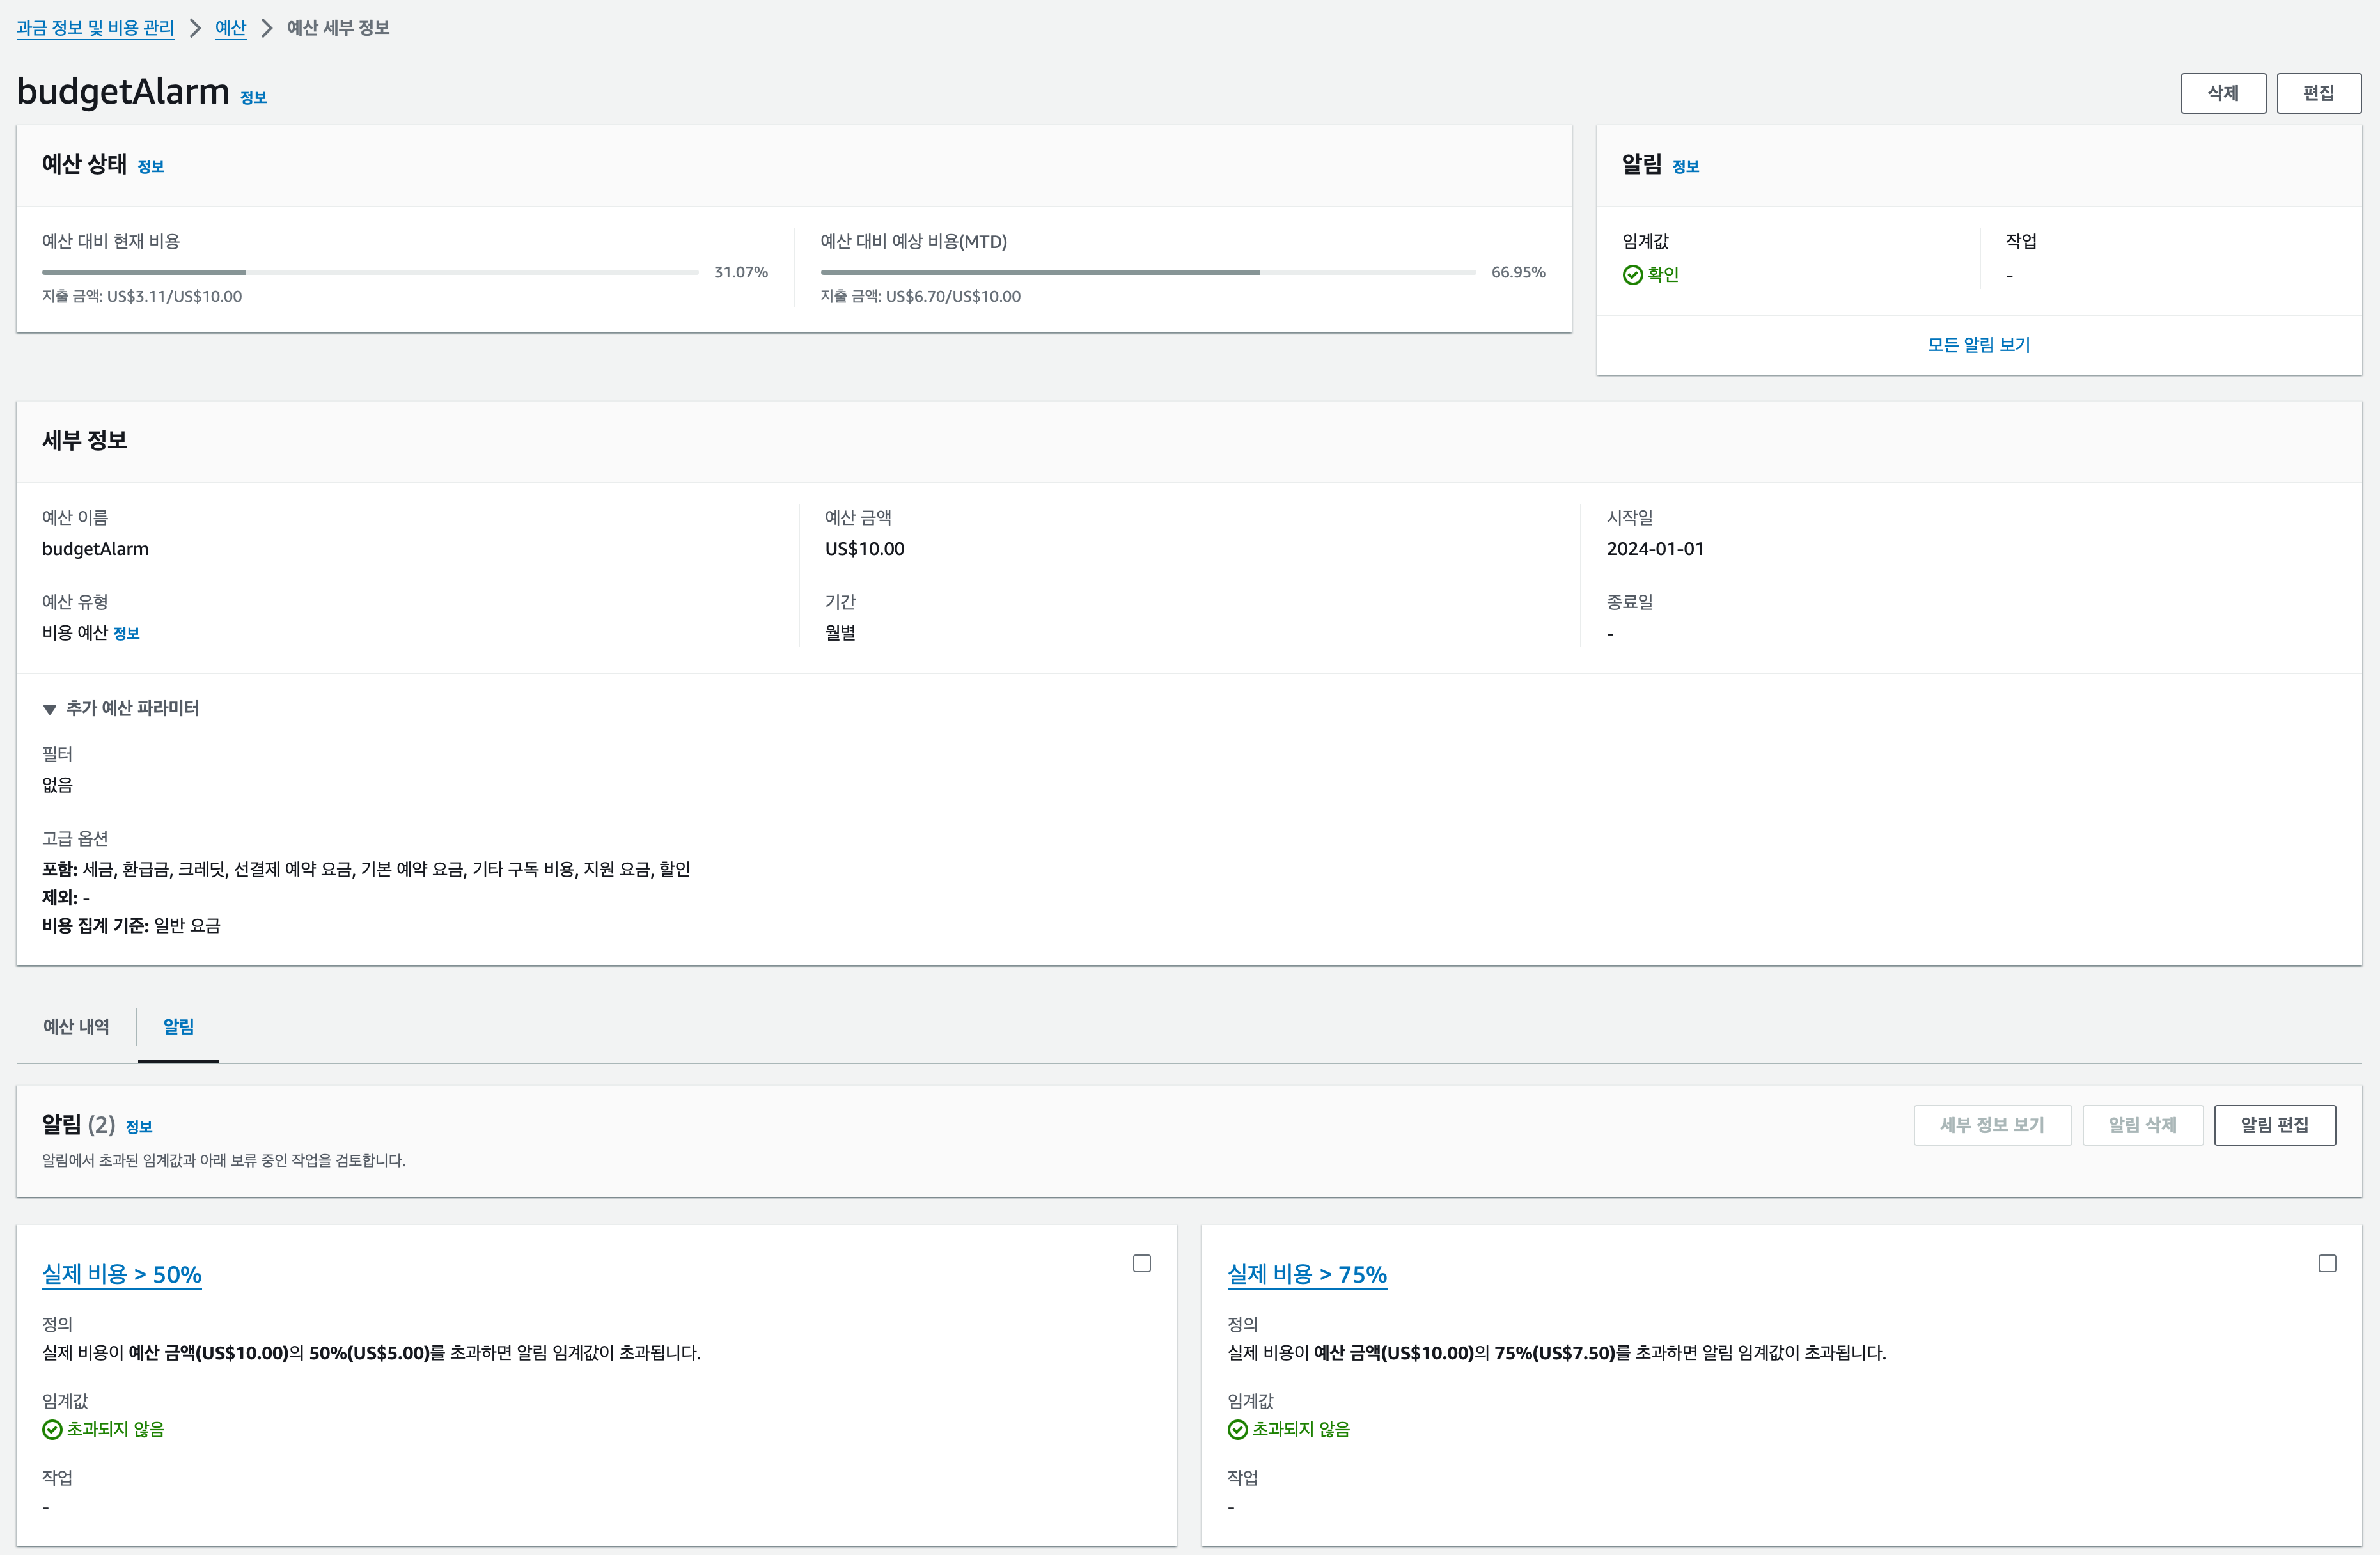 과금 정보 및 비용 관리 > 예산 > 예산 세부 정보
budgetAlarm 정보
삭제
편집
예산 상태 정보
예산 대비 현재 비용
31.07%
지출 금액: US$3.11/US$10.00
예산 대비 예상 비용(MTD)
66.95%
지출 금액: US$6.70/US$10.00
알림 정보
임계값
확인
작업
-
모든 알림 보기
세부 정보
예산 이름
budgetAlarm
예산 유형
비용 예산 정보
예산 금액
US$10.00
기간
월별
시작일
2024-01-01
종료일
-
추가 예산 파라미터
필터
없음
고급 옵션
포함: 세금, 환급금, 크레딧, 선결제 예약 요금, 기본 예약 요금, 기타 구독 비용, 지원 요금, 할인
제외: -
비용 집계 기준: 일반 요금
예산 내역
알림
알림 (2) 정보
알림에서 초과된 임계값과 아래 보류 중인 작업을 검토합니다.
세부 정보 보기
알림 삭제
알림 편집
실제 비용 > 50%
정의
실제 비용이 예산 금액(US$10.00)의 50%(US$5.00)를 초과하면 알림 임계값이 초과됩니다.
임계값
초과되지 않음
작업
-
실제 비용 > 75%
정의
실제 비용이 예산 금액(US$10.00)의 75%(US$7.50)를 초과하면 알림 임계값이 초과됩니다.
임계값
초과되지 않음
작업
-